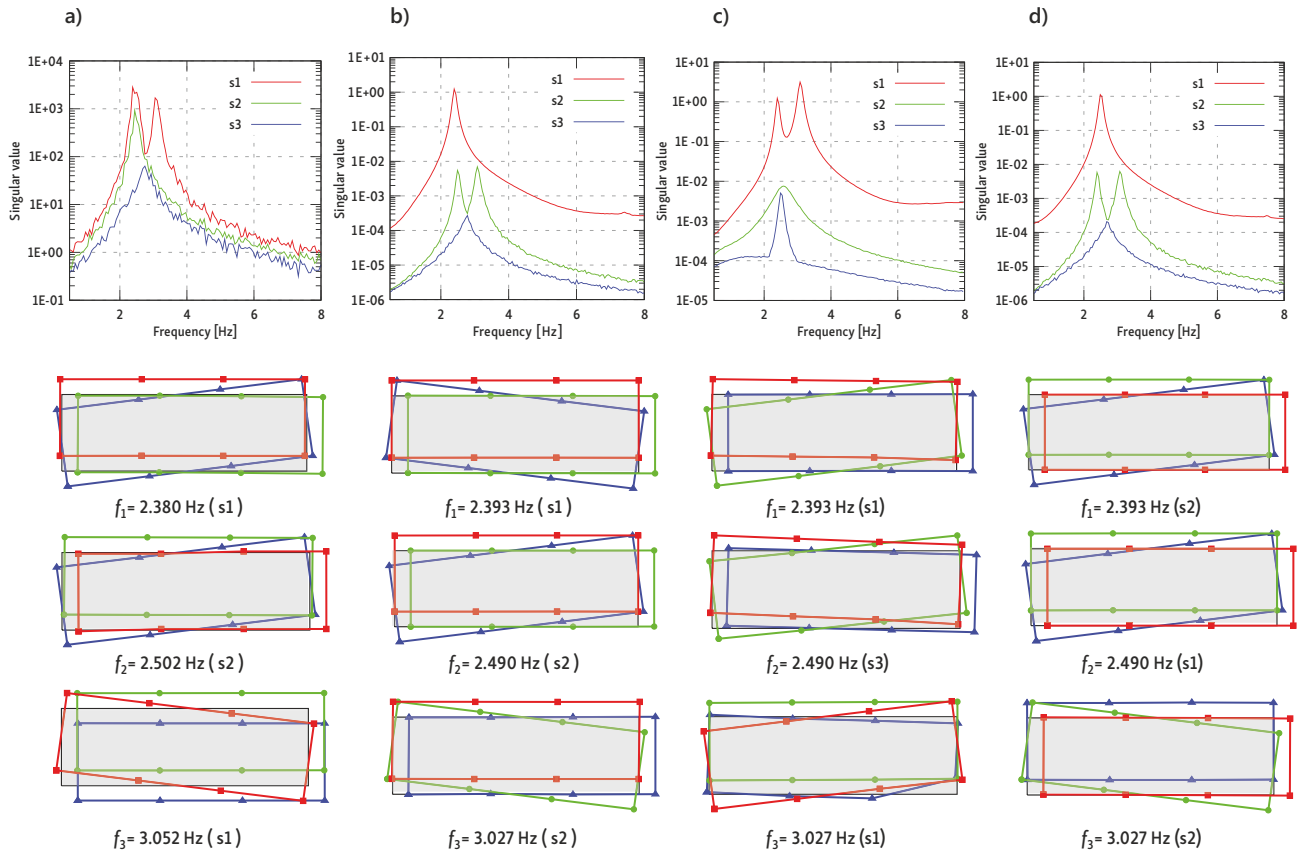 a)
b)
c)
d)
1E+04
1E+03
1E+02
1E+01
1E+00
1E-01
Singular value
s1
s2
s3
2
4
6
8
Frequency [Hz]
1E+01
1E+00
1E-01
1E-02
1E-03
1E-04
1E-05
1E-06
Singular value
s1
s2
s3
2
4
6
8
Frequency [Hz]
1E+01
1E+00
1E-01
1E-02
1E-03
1E-04
1E-05
Singular value
s1
s2
s3
2
4
6
8
Frequency [Hz]
1E+01
1E+00
1E-01
1E-02
1E-03
1E-04
1E-05
1E-06
Singular value
s1
s2
s3
2
4
6
8
Frequency [Hz]
f1= 2.380 Hz ( s1)
f1= 2.393 Hz ( s1)
f1= 2.393 Hz (s1)
f1= 2.393 Hz (s2)
f2= 2.502 Hz ( s2)
f2= 2.490 Hz ( s2)
f2= 2.490 Hz (s3)
f2= 2.490 Hz (s1)
f3= 3.052 Hz ( s1)
f3= 3.027 Hz ( s2)
f3= 3.027 Hz (s1)
f3= 3.027 Hz (s2)